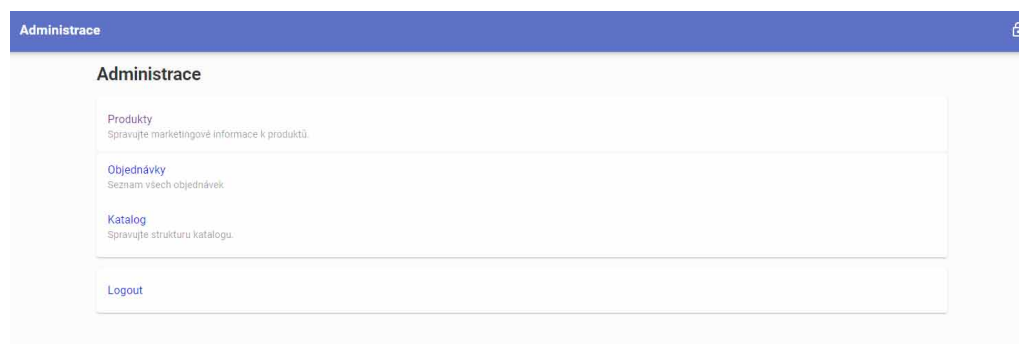 Administrace
Administrace
Produkty
Spravujte marketingové informace k produktů.
Objednávky
Seznam všech objednávek
Katalog
Spravujte strukturu katalogu.
Logout